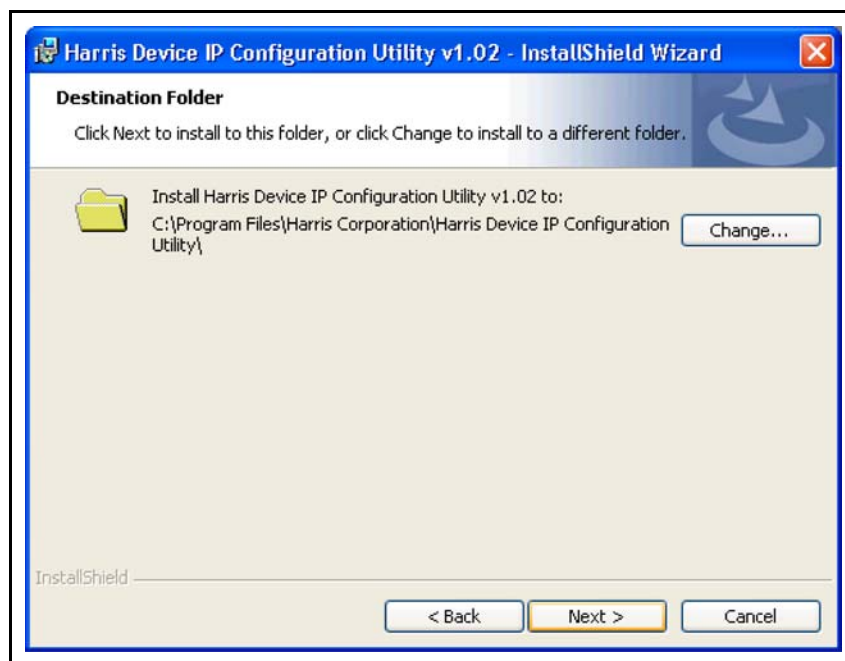 Harris Device IP Configuration Utility v1.02 - InstallShield Wizard
Destination Folder
Click Next to install to this folder, or click Change to install to a different folder.
Install Harris Device IP Configuration Utility v1.02 to:
C:\Program Files\Harris Corporation\Harris Device IP Configuration
Utility\
Change...
InstallShield
< Back
Next >
Cancel